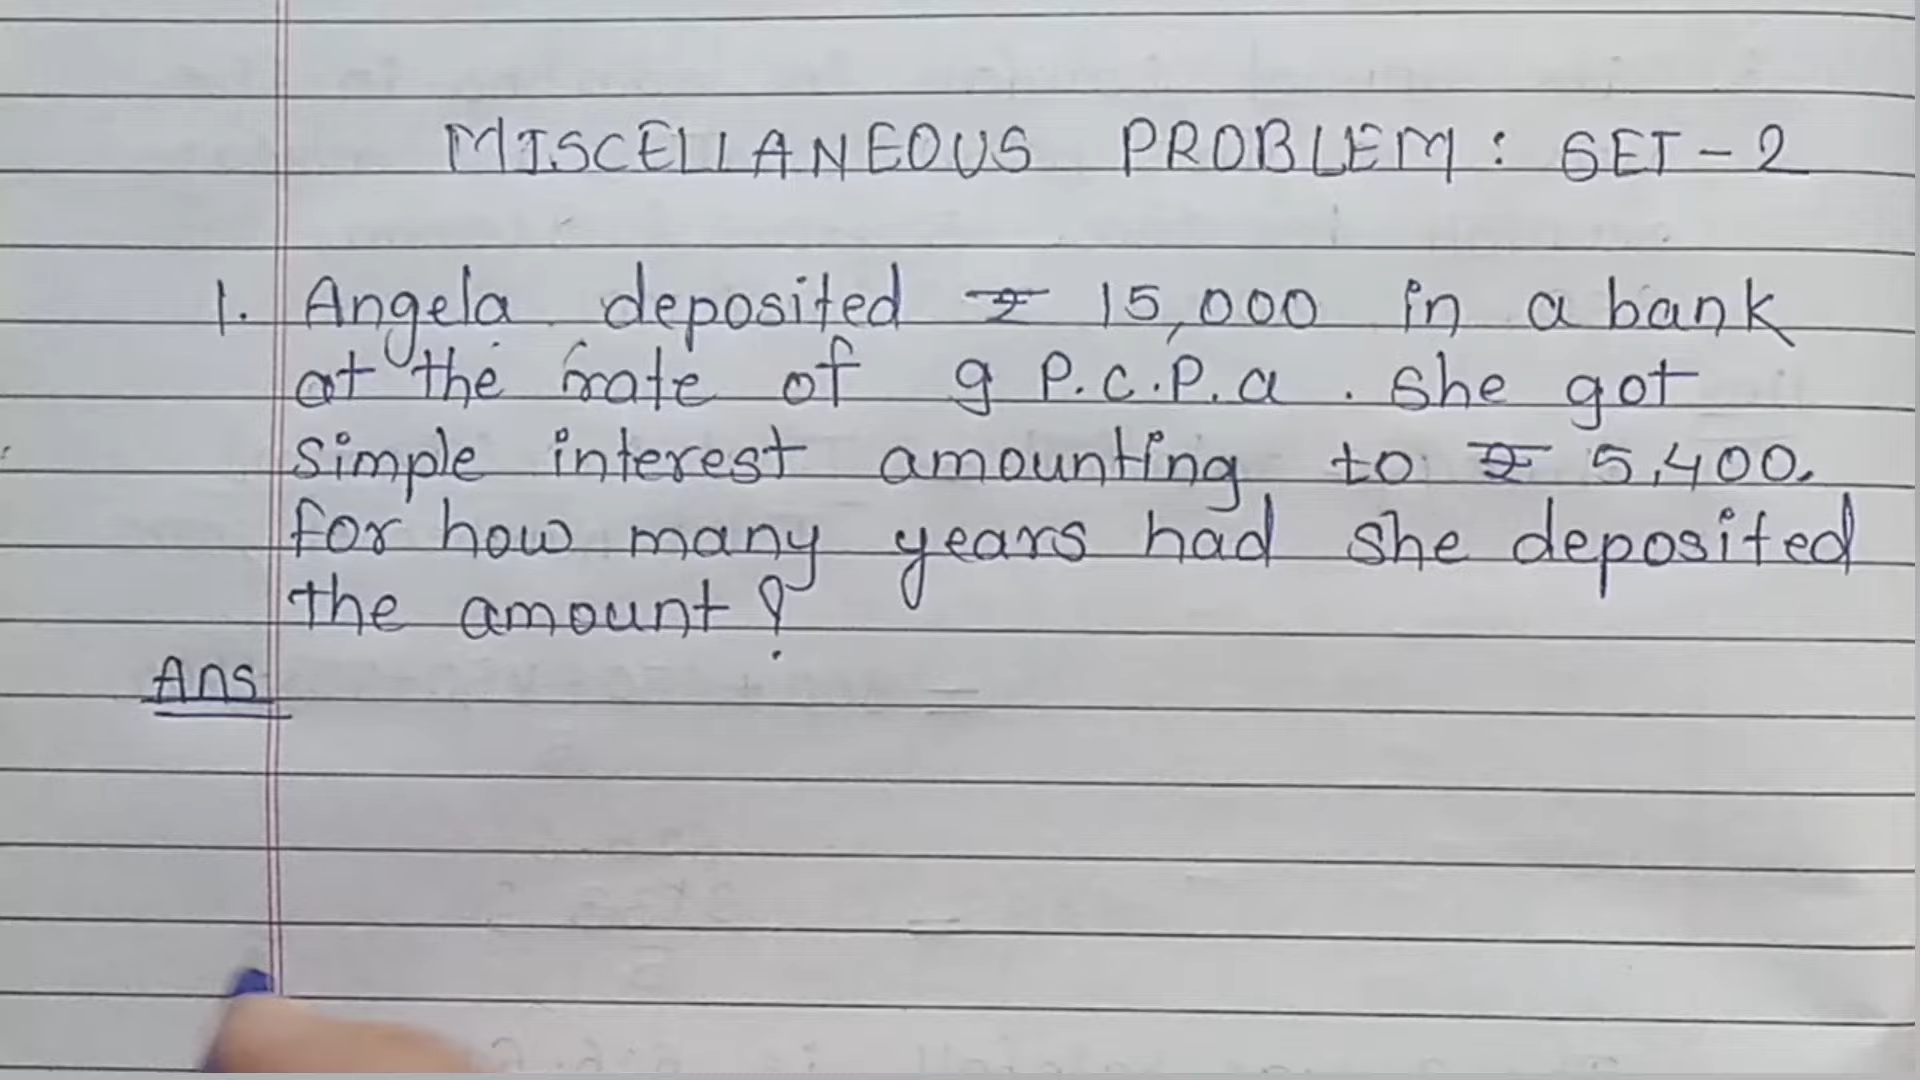 MISCELLANEOUS PROBLEM : SET - 2
1. Angela deposited ₹ 15,000 in a bank
at the rate of 9 P.C.P.a. She got
simple interest amounting to ₹ 5,400.
for how many years had she deposited
the amount ?
Ans